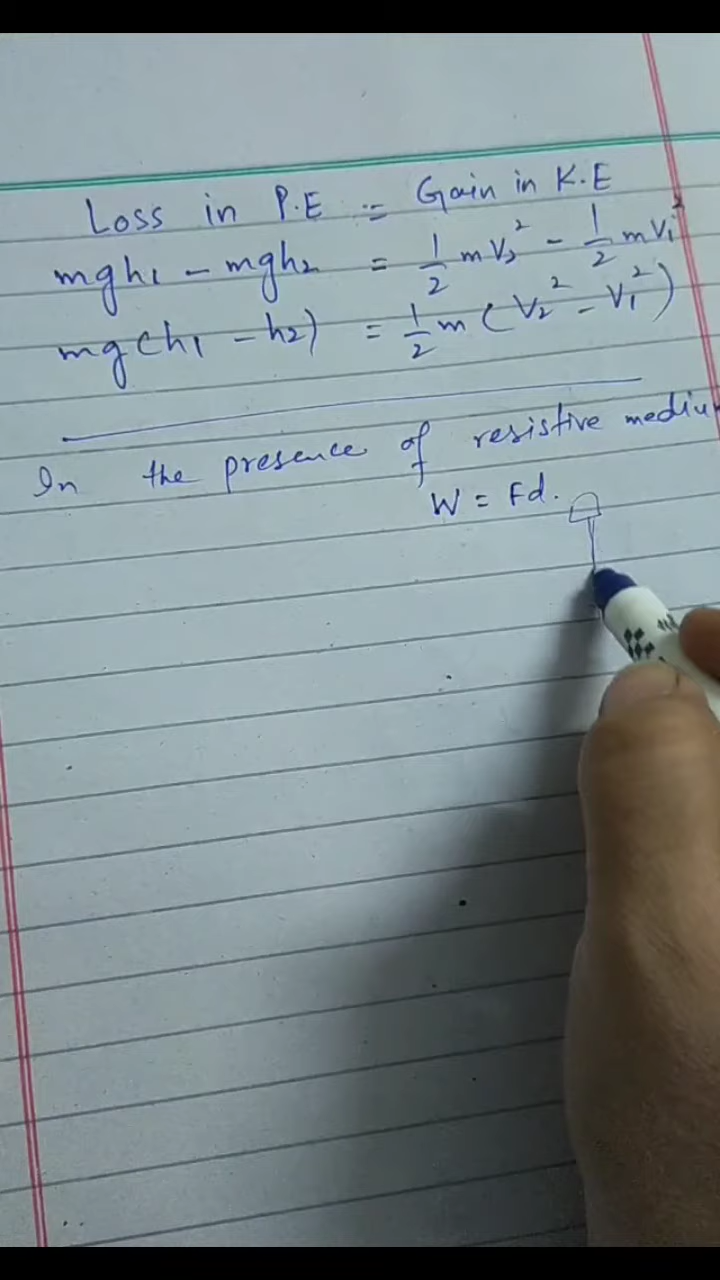 Loss in P.E = Gain in K.E
mgh₁ - mgh₂ = 1/2 mv₂² - 1/2 mv₁²
mg(h₁ - h₂) = 1/2 m (v₂² - v₁²)
In the presence of resistive mediu
W = Fd.